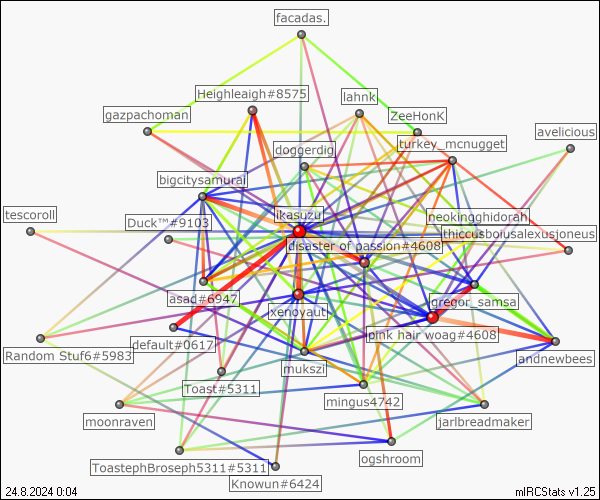 facadas.
Heighleaigh#8575
lahnk
gazpachoman
ZeeHonK
avelicious
turkey_mcnugget
doggerdig
bigcitysamuraj
tescoroll
ikasuzu
neokingghidorah
Duck™#9103
thiccusboiusalexusjoneus
disaster of passion#4608
asad#6947
gregor_samsa
xenoyaut
pink hair woag#4608
default#0617
Random Stuf6#5983
mukszi
andnewbees
Toast#5311
mingus4742
moonraven
jarlbreadmaker
ogshroom
ToastephBroseph5311#5311
Knowun#6424
24.8.2024 0:04
mIRCStats v1.25